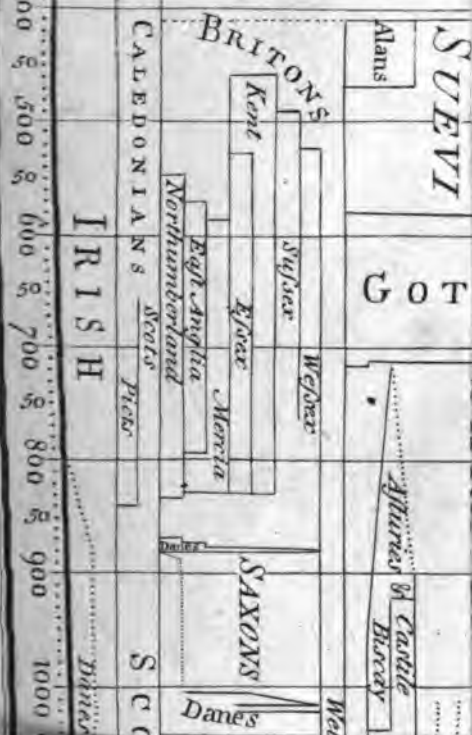 50
500
50
600
50
700
50
800
50
900
1000
IRISH
Danes
CALEDONIANS
Scots
Picts
BRITONS
Northumberland
East Anglia
Mercia
Kent
Eſsex
Suſsex
Weſsex
Danes
SAXONS
Danes
Alans
SUEVI
GOT
Aſturies & Castile
Biscay